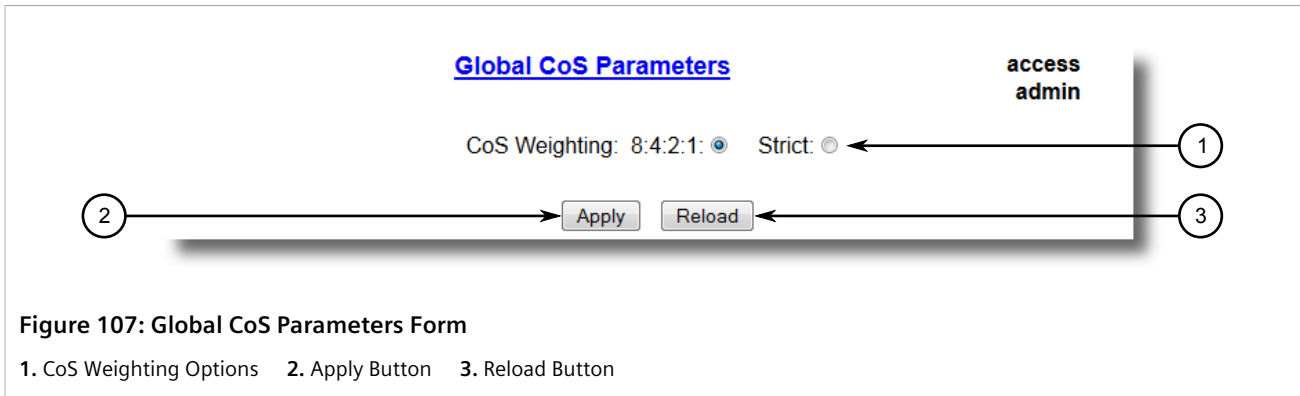 Global CoS Parameters
access
admin
CoS Weighting: 8:4:2:1: Strict:
1
2
Apply Reload
3
Figure 107: Global CoS Parameters Form
1. CoS Weighting Options 2. Apply Button 3. Reload Button